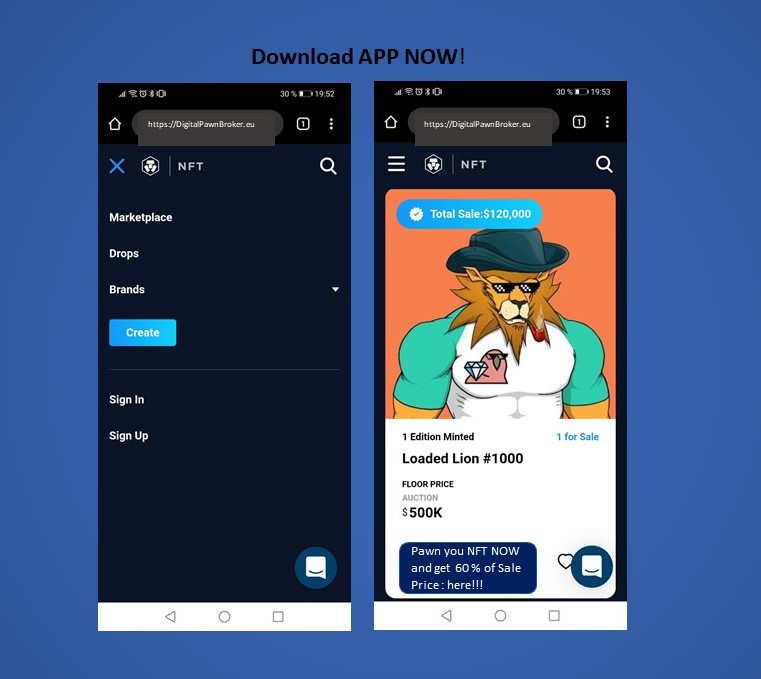 Download APP NOW!
30 % 19:52
https://DigitalPawnBroker.eu
1
NFT
Marketplace
Drops
Brands
Create
Sign In
Sign Up
30 % 19:53
https://DigitalPawnBroker.eu
1
NFT
Total Sale:$120,000
1 Edition Minted
1 for Sale
Loaded Lion #1000
FLOOR PRICE
AUCTION
$500K
Pawn you NFT NOW
and get 60 % of Sale
Price : here!!!